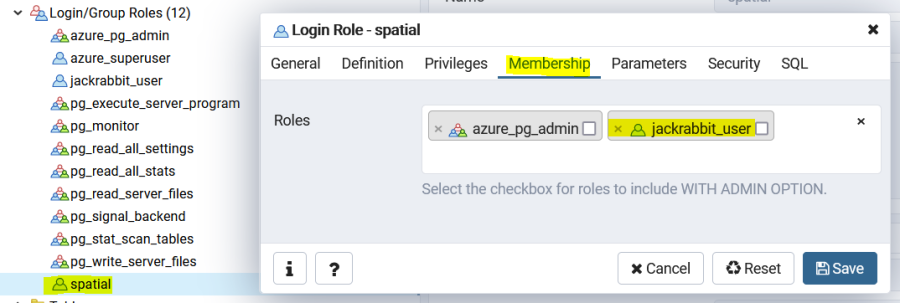 Login/Group Roles (12)
azure_pg_admin
azure_superuser
jackrabbit_user
pg_execute_server_program
pg_monitor
pg_read_all_settings
pg_read_all_stats
pg_read_server_files
pg_signal_backend
pg_stat_scan_tables
pg_write_server_files
spatial
Name
spatial
Login Role - spatial
General Definition Privileges Membership Parameters Security SQL
Roles
azure_pg_admin jackrabbit_user
Select the checkbox for roles to include WITH ADMIN OPTION.
i ? Cancel Reset Save